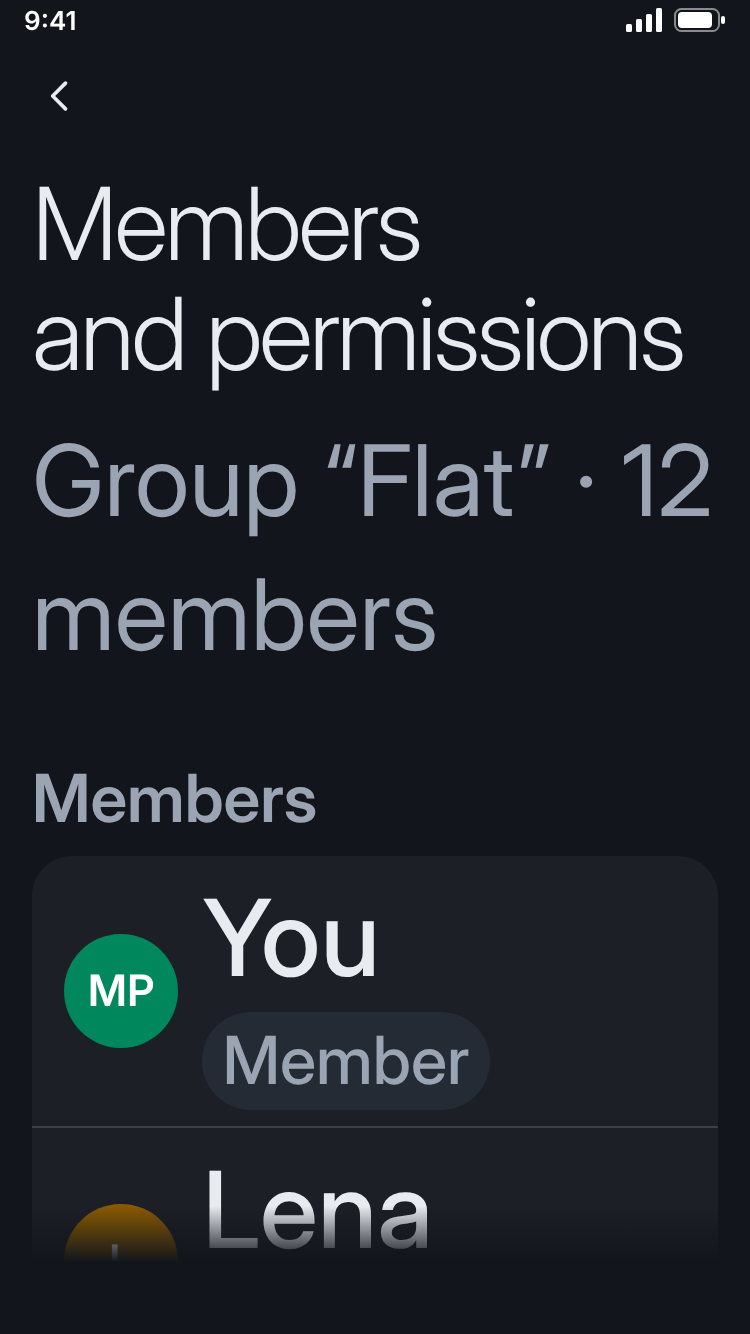 9:41
Members
and permissions
Group “Flat” · 12
members
Members
MP
You
Member
Lena